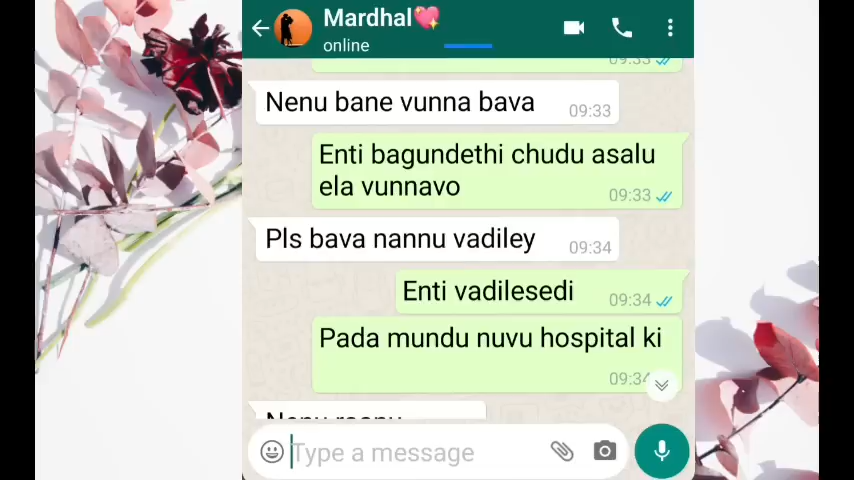 Mardhal💖
online
09:33
Nenu bane vunna bava
09:33
Enti bagundethi chudu asalu
ela vunnavo
09:33
Pls bava nannu vadiley
09:34
Enti vadilesedi
09:34
Pada mundu nuvu hospital ki
09:34
Type a message